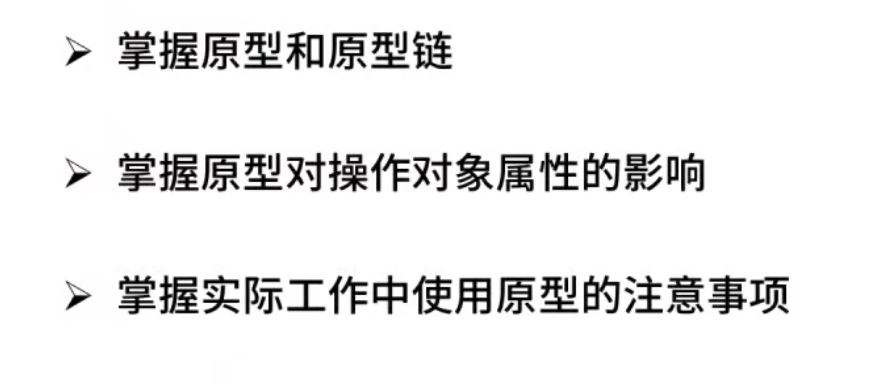 ➢ 掌握原型和原型链
➢ 掌握原型对操作对象属性的影响
➢ 掌握实际工作中使用原型的注意事项